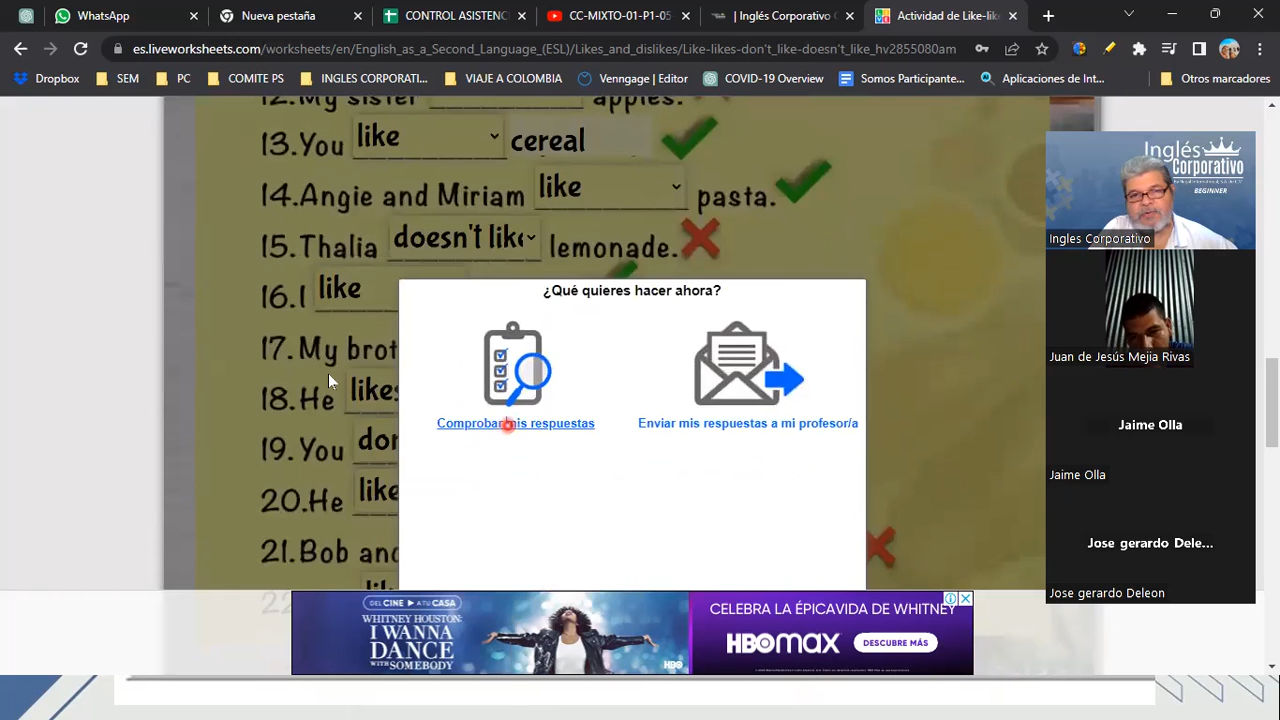 WhatsApp
Nueva pestaña
CONTROL ASISTENC
CC-MIXTO-01-P1-05
| Inglés Corporativo C
Actividad de Like-lik
es.liveworksheets.com/worksheets/en/English_as_a_Second_Language_(ESL)/Likes_and_dislikes/Like-likes-don't_like-doesn't_like_hv2855080am
Dropbox
SEM
PC
COMITE PS
INGLES CORPORATI...
VIAJE A COLOMBIA
Venngage | Editor
COVID-19 Overview
Somos Participante...
Aplicaciones de Int...
Otros marcadores
12.My sister ____ apples.
13.You like cereal
14.Angie and Miriam like pasta.
15.Thalia doesn't like lemonade.
16.I like
17.My brot
18.He likes
19.You don
20.He like
21.Bob and
22
¿Qué quieres hacer ahora?
Comprobar mis respuestas
Enviar mis respuestas a mi profesor/a
DEL CINE ▶ A TU CASA
WHITNEY HOUSTON:
I WANNA
DANCE
WITH SOMEBODY
HBO
CELEBRA LA ÉPICAVIDA DE WHITNEY
HBOMAX
DESCUBRE MÁS
Inglés
Corporativo
BEGINNER
Ingles Corporativo
Juan de Jesús Mejia Rivas
Jaime Olla
Jaime Olla
Jose gerardo Dele...
Jose gerardo Deleon